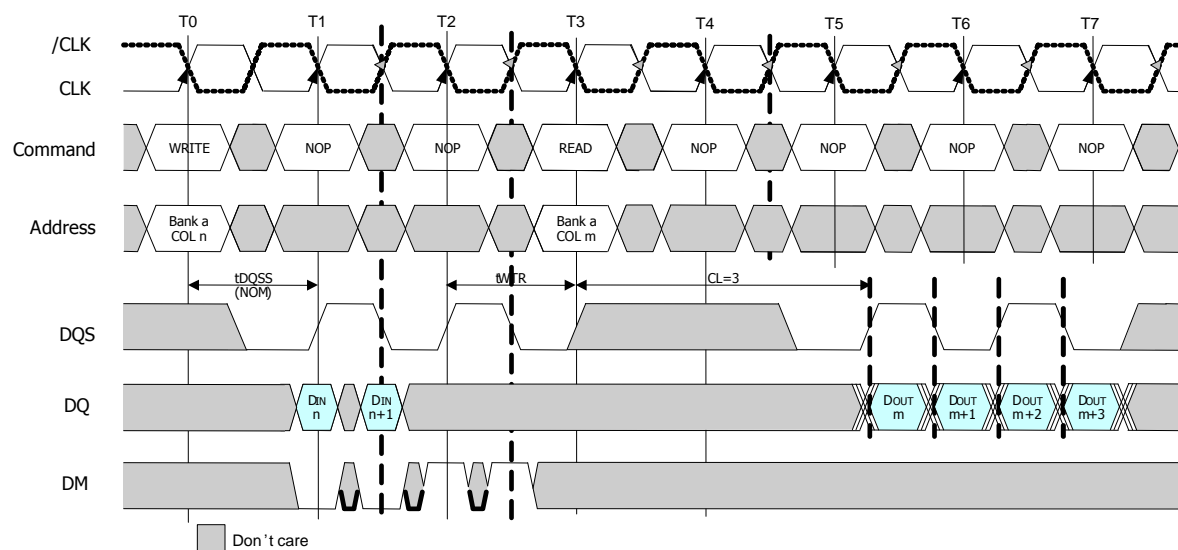 T0 T1 T2 T3 T4 T5 T6 T7
/CLK
CLK
Command WRITE NOP NOP READ NOP NOP NOP NOP
Address Bank a COL n Bank a COL m
tDQSS (NOM) tWTR CL=3
DQS
DQ DIN n DIN n+1 DOUT m DOUT m+1 DOUT m+2 DOUT m+3
DM
Don't care